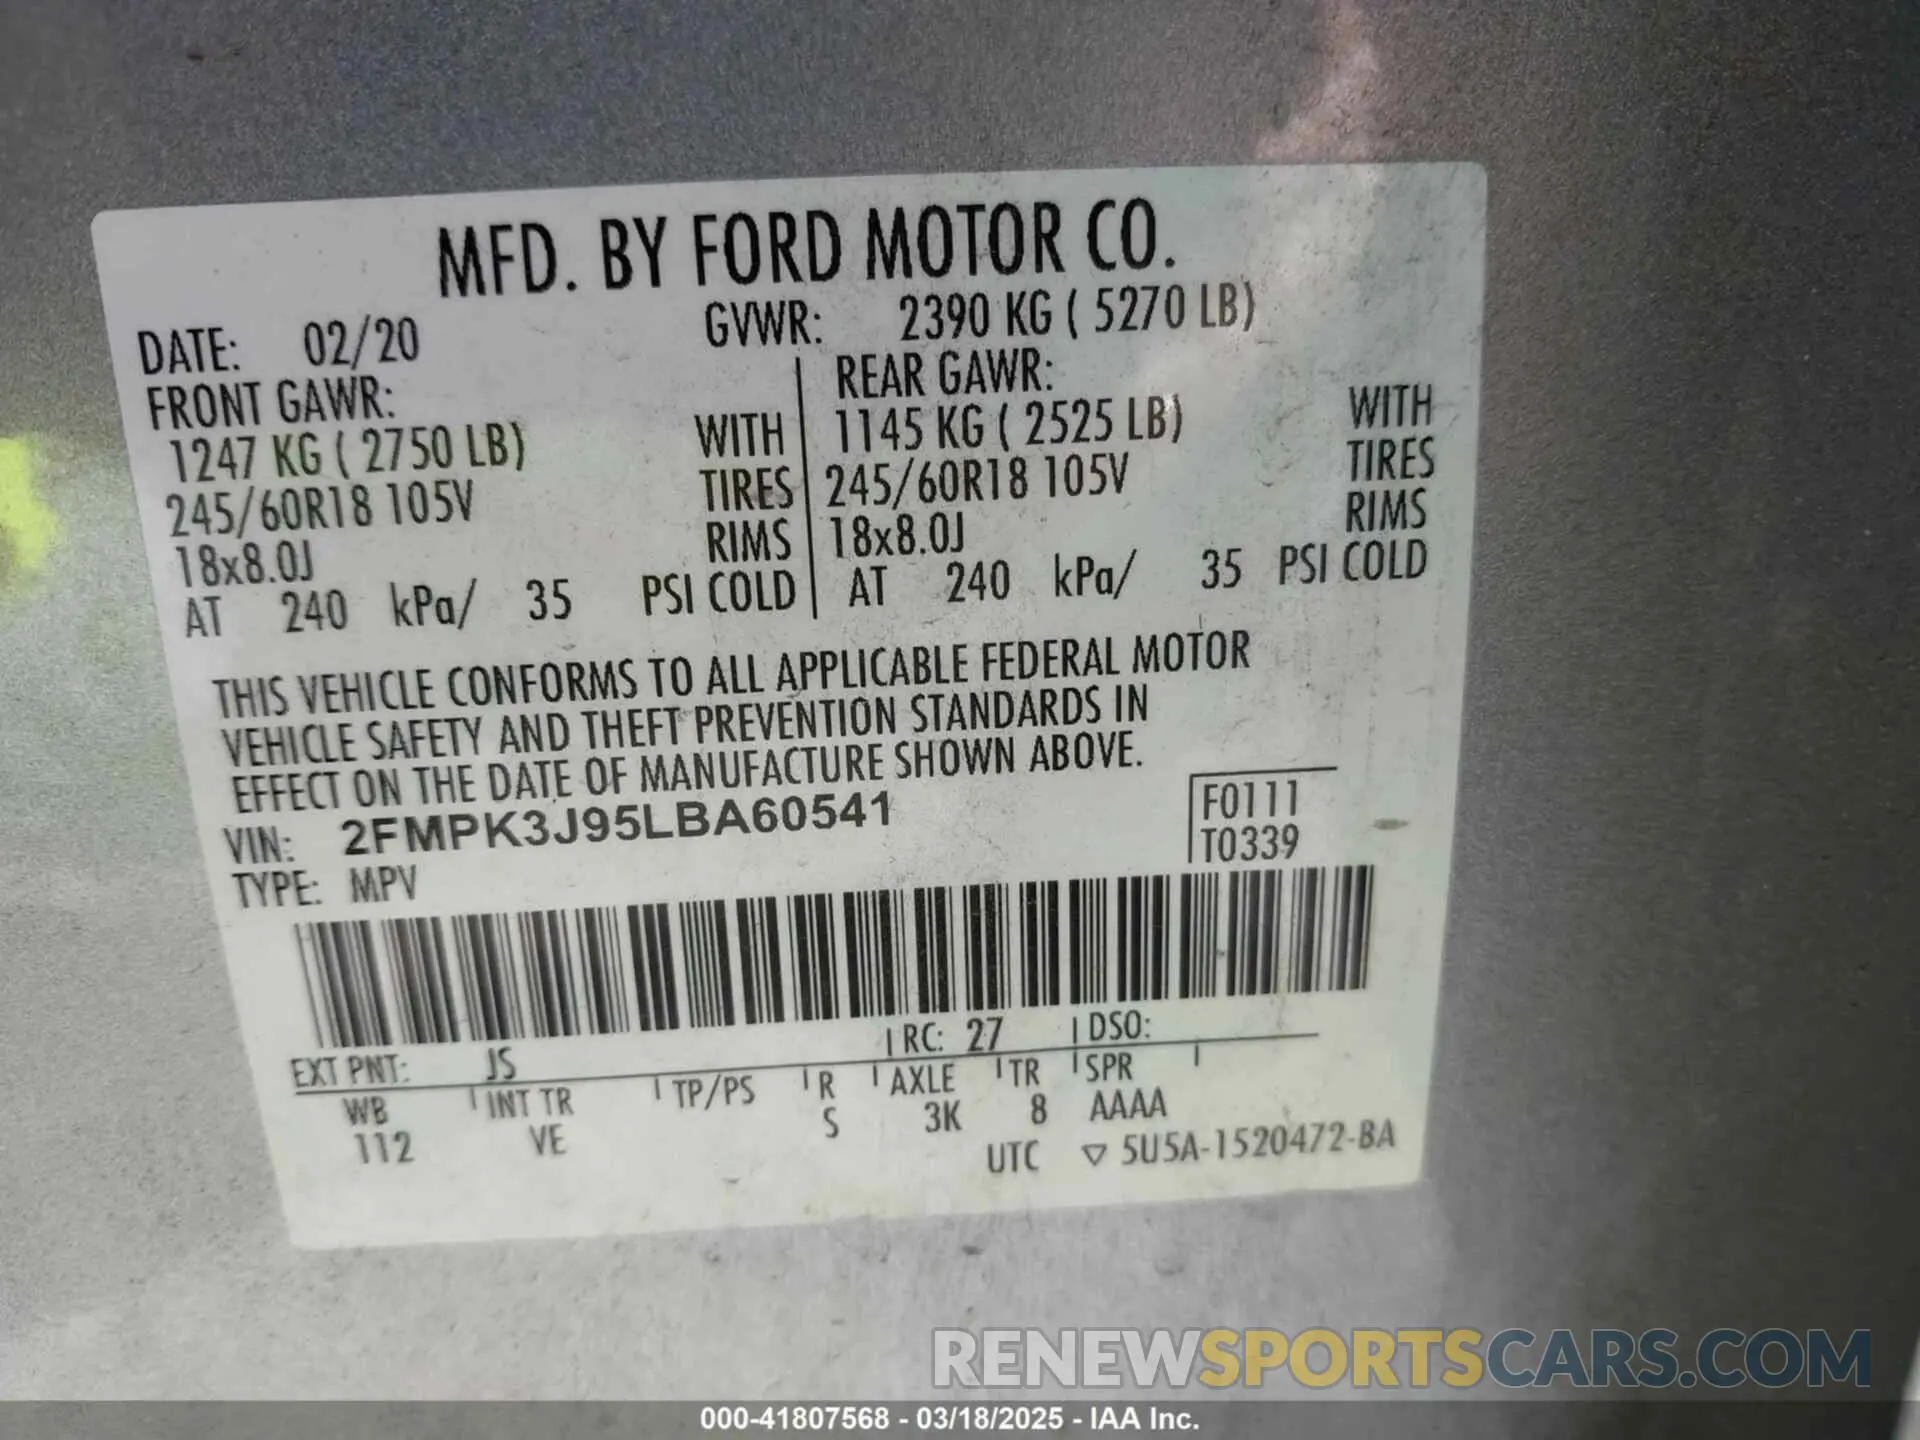 MFD. BY FORD MOTOR CO.
DATE: 02/20 GVWR: 2390 KG ( 5270 LB)
FRONT GAWR: REAR GAWR:
1247 KG ( 2750 LB) WITH 1145 KG ( 2525 LB) WITH
245/60R18 105V TIRES 245/60R18 105V TIRES
18x8.0J RIMS 18x8.0J RIMS
AT 240 kPa/ 35 PSI COLD AT 240 kPa/ 35 PSI COLD
THIS VEHICLE CONFORMS TO ALL APPLICABLE FEDERAL MOTOR
VEHICLE SAFETY AND THEFT PREVENTION STANDARDS IN
EFFECT ON THE DATE OF MANUFACTURE SHOWN ABOVE.
VIN: 2FMPK3J95LBA60541 F0111
TYPE: MPV T0339
EXT PNT: JS RC: 27 DSO:
WB INT TR TP/PS R AXLE TR SPR
112 VE S 3K 8 AAAA
UTC ▽ 5U5A-1520472-BA
RENEWSPORTSCARS.COM
000-41807568 - 03/18/2025 - IAA Inc.